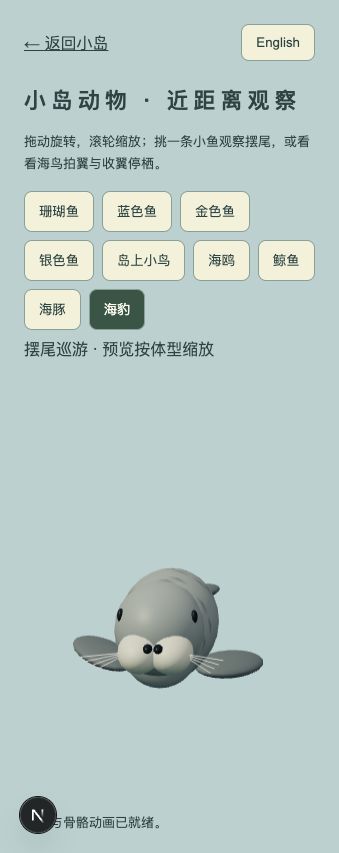 ← 返回小岛
English
小岛动物 · 近距离观察
拖动旋转，滚轮缩放；挑一条小鱼观察摆尾，或看
看海鸟拍翼与收翼停栖。
珊瑚鱼 蓝色鱼 金色鱼
银色鱼 岛上小鸟 海鸥 鲸鱼
海豚 海豹
摆尾巡游 · 预览按体型缩放
N
与骨骼动画已就绪。